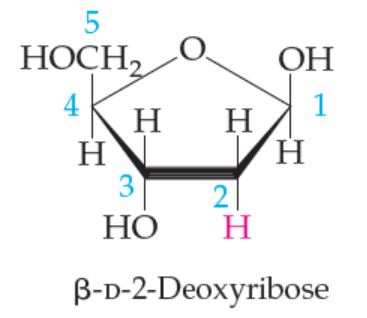 5
HOCH₂ O OH
4 H H 1
H H
3 2
HO H
β-D-2-Deoxyribose